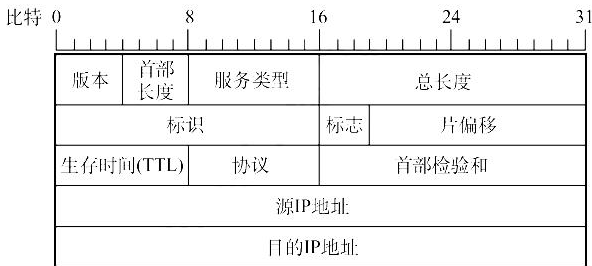 比特 0 8 16 24 31
版本 首部长度 服务类型 总长度
标识 标志 片偏移
生存时间(TTL) 协议 首部检验和
源IP地址
目的IP地址